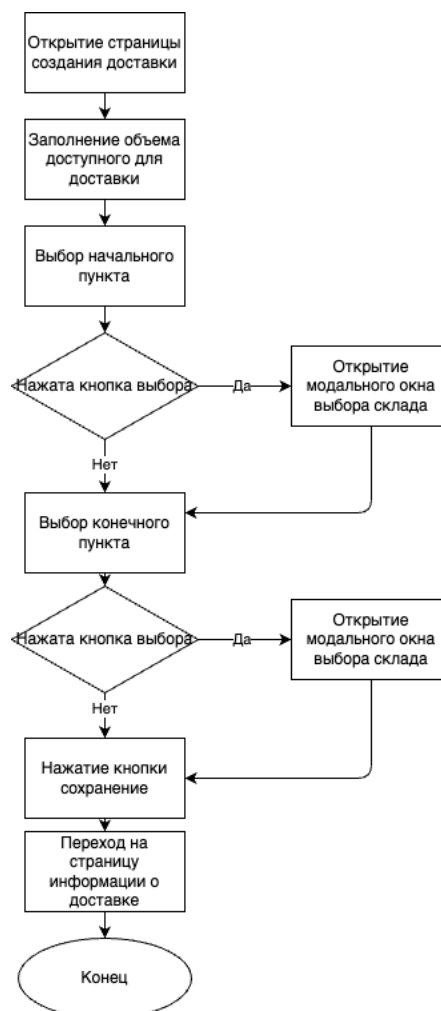 Открытие страницы
создания доставки
Заполнение объема
доступного для
доставки
Выбор начального
пункта
Нажата кнопка выбора
Да
Открытие
модального окна
выбора склада
Нет
Выбор конечного
пункта
Нажата кнопка выбора
Да
Открытие
модального окна
выбора склада
Нет
Нажатие кнопки
сохранение
Переход на
страницу
информации о
доставке
Конец